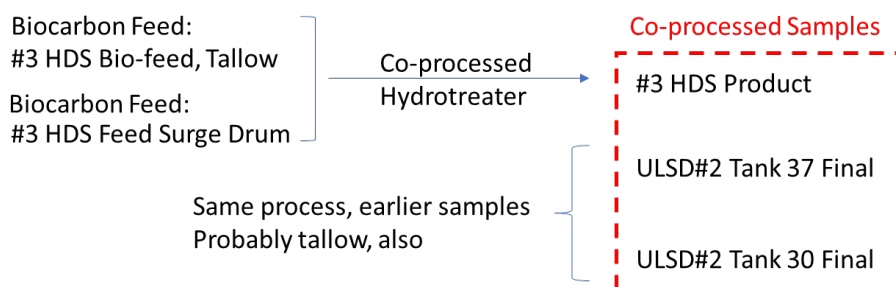 Biocarbon Feed:
#3 HDS Bio-feed, Tallow
Biocarbon Feed:
#3 HDS Feed Surge Drum
Co-processed
Hydrotreater
Co-processed Samples
#3 HDS Product
ULSD#2 Tank 37 Final
Same process, earlier samples
Probably tallow, also
ULSD#2 Tank 30 Final